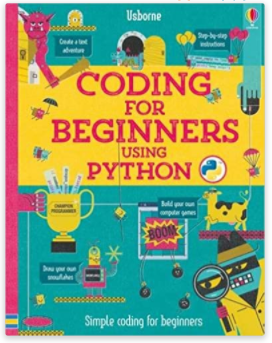 Usborne
Create a text
adventure
Step-by-step
instructions
CODING
FOR
BEGINNERS
USING
PYTHON
CHAMPION
PROGRAMMER
Build your own
computer games
BOOM
Draw your own
snowflakes
Simple coding for beginners